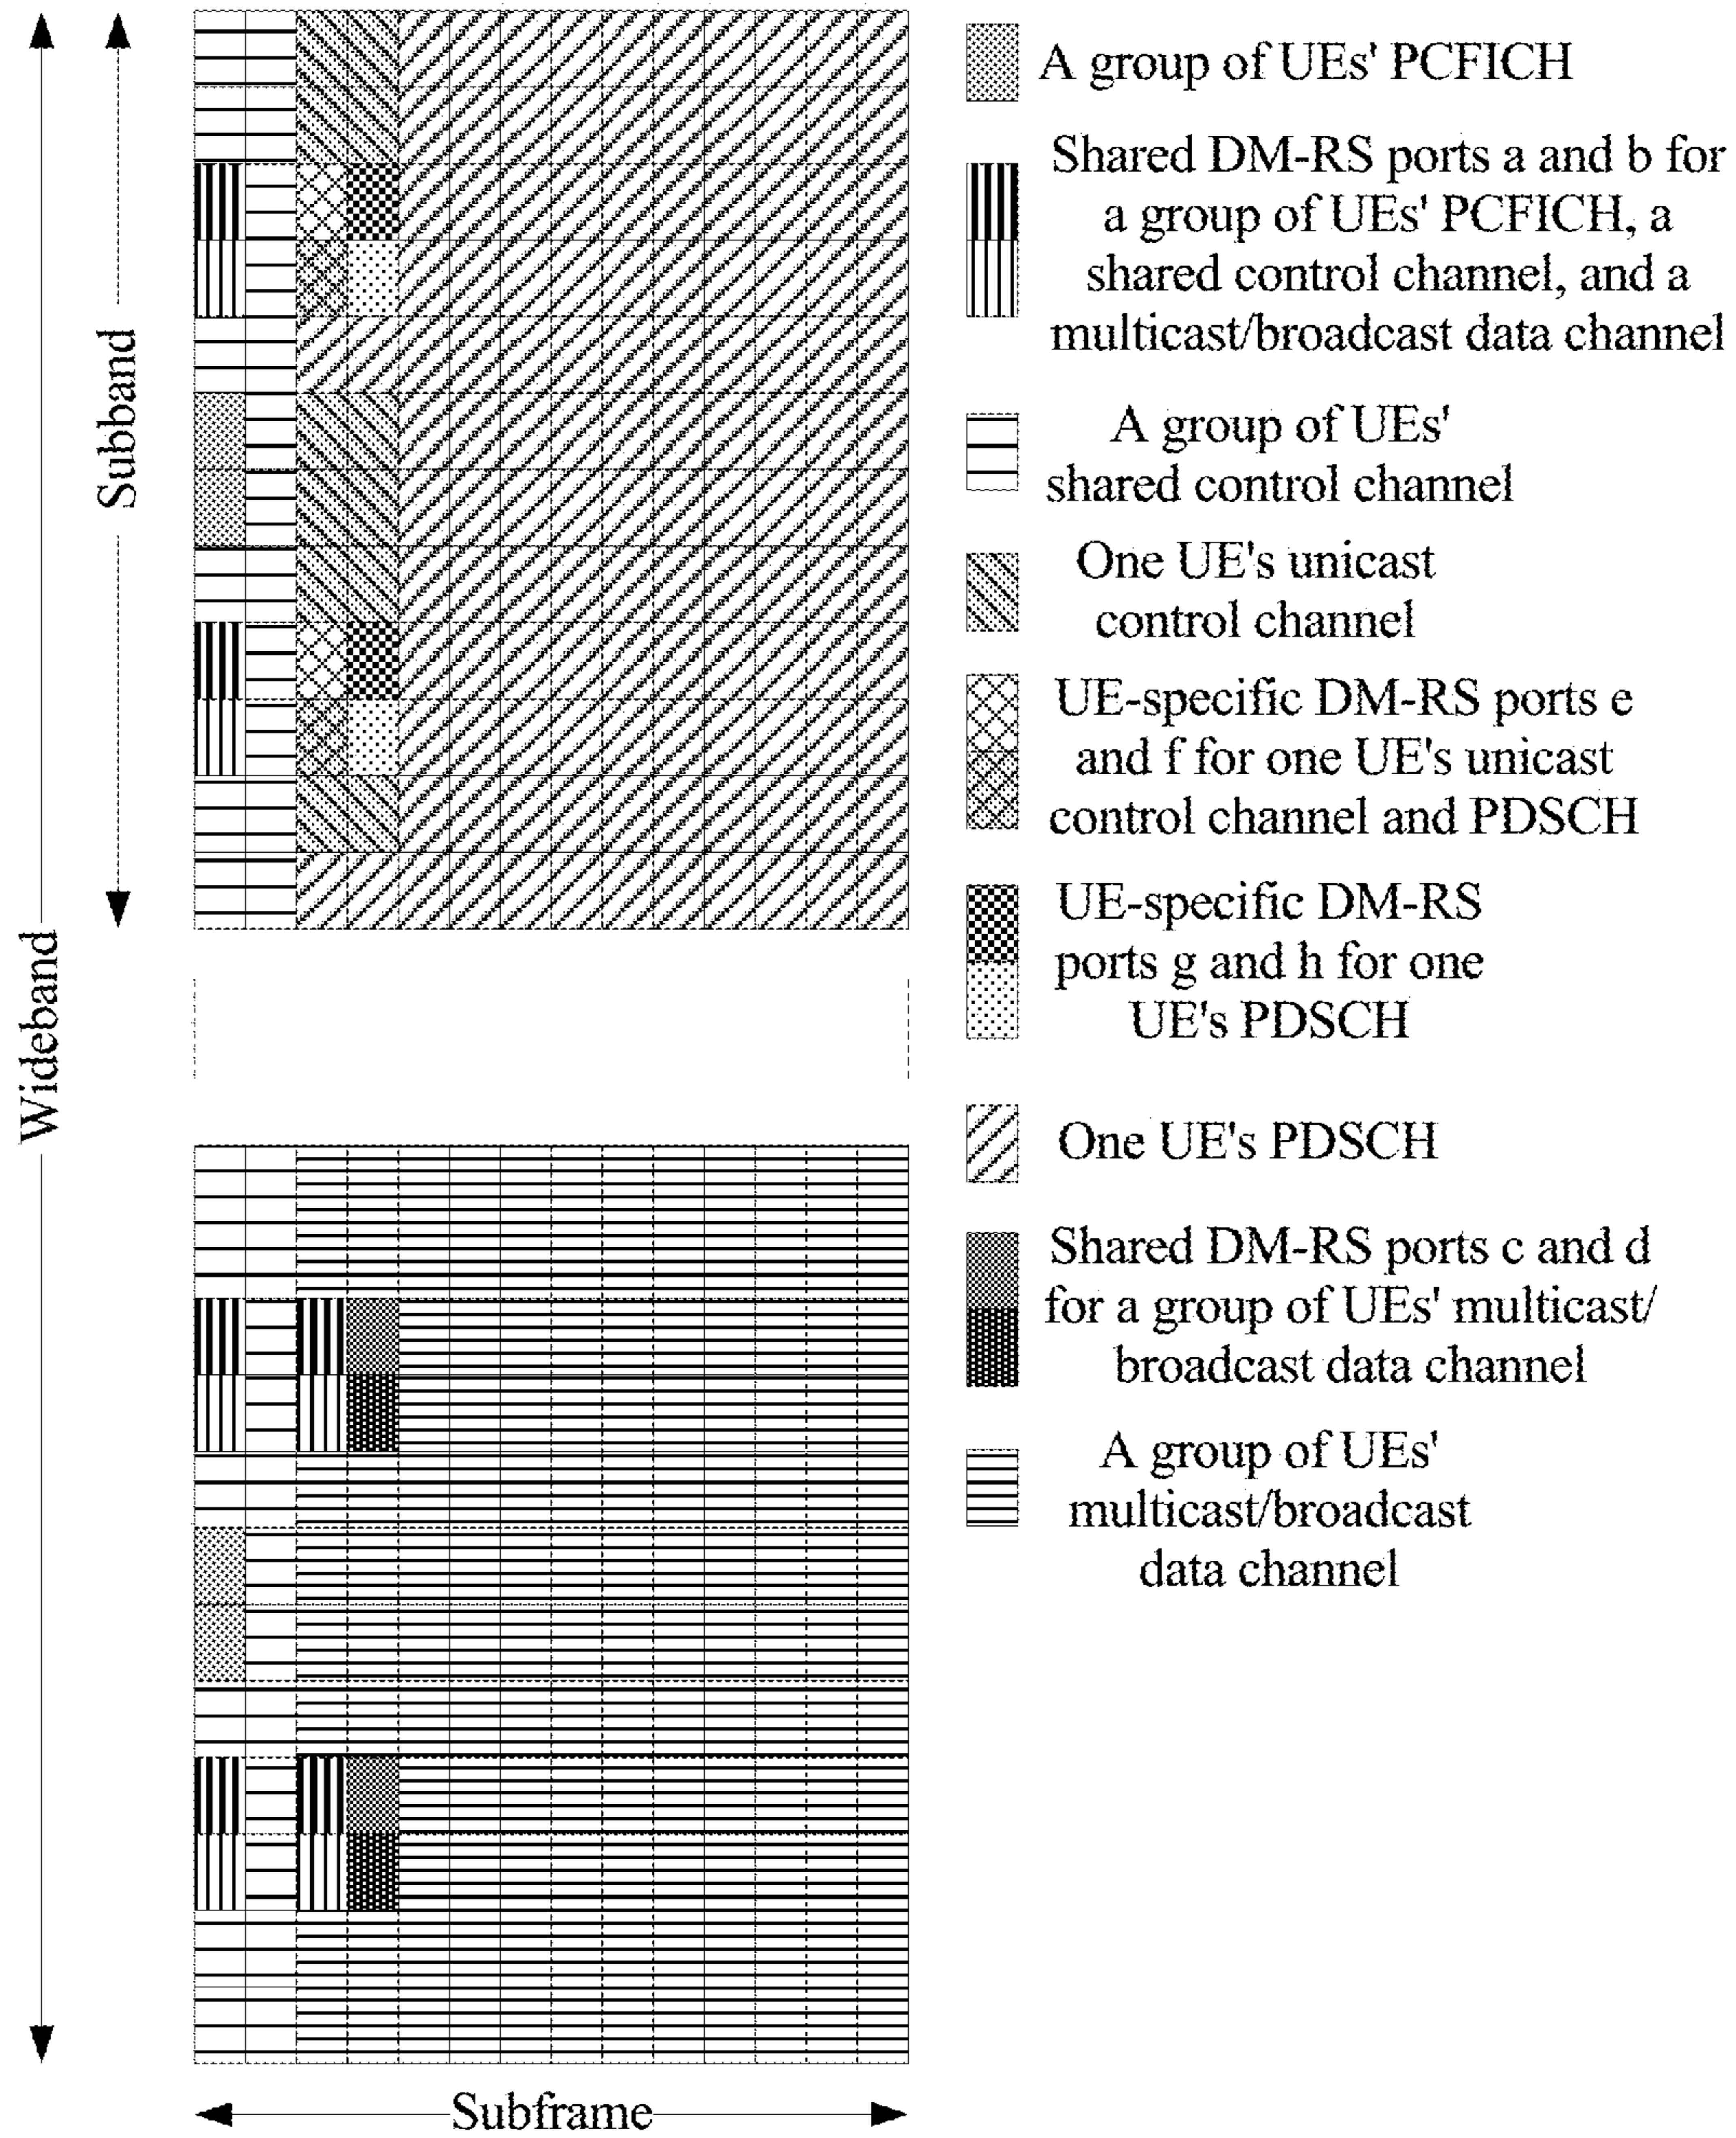 Wideband
Subband
Subframe
A group of UEs' PCFICH
Shared DM-RS ports a and b for
a group of UEs' PCFICH, a
shared control channel, and a
multicast/broadcast data channel
A group of UEs'
shared control channel
One UE's unicast
control channel
UE-specific DM-RS ports e
and f for one UE's unicast
control channel and PDSCH
UE-specific DM-RS
ports g and h for one
UE's PDSCH
One UE's PDSCH
Shared DM-RS ports c and d
for a group of UEs' multicast/
broadcast data channel
A group of UEs'
multicast/broadcast
data channel